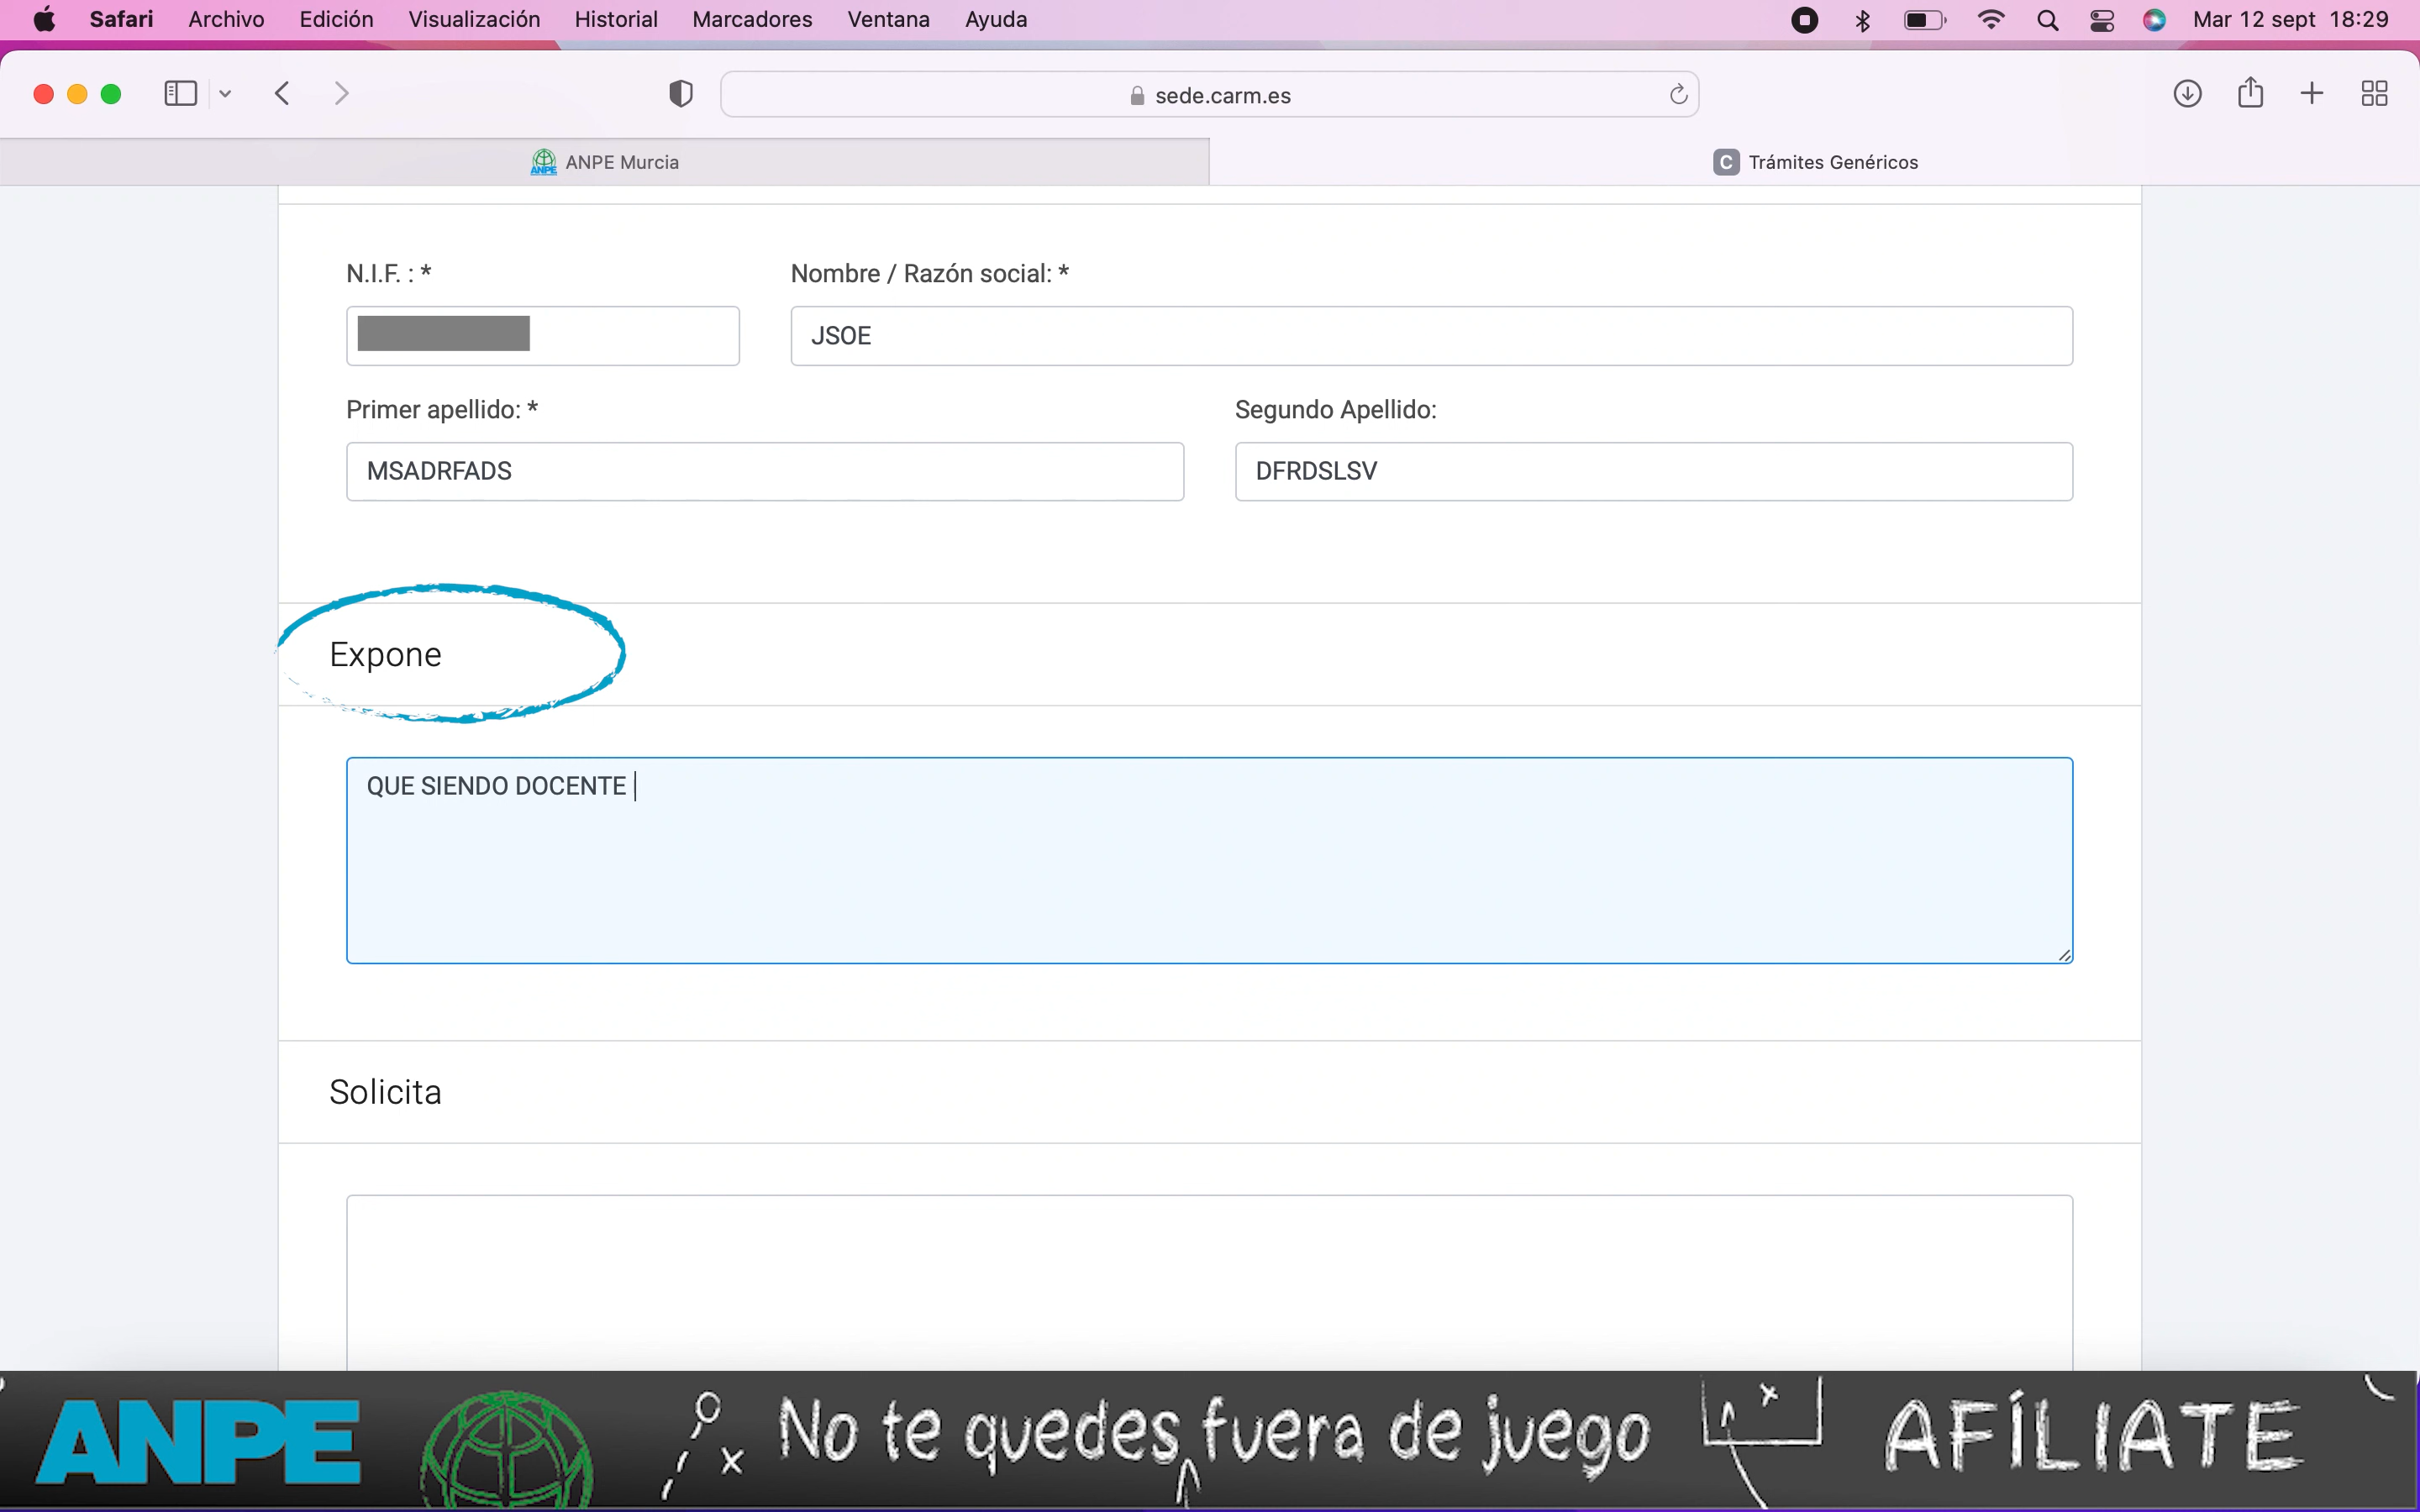 Safari Archivo Edición Visualización Historial Marcadores Ventana Ayuda Mar 12 sept 18:29
sede.carm.es
ANPE Murcia
C Trámites Genéricos
N.I.F. : *
Nombre / Razón social: *
JSOE
Primer apellido: *
Segundo Apellido:
MSADRFADS
DFRDSLSV
Expone
QUE SIENDO DOCENTE
Solicita
ANPE No te quedes fuera de juego AFÍLIATE